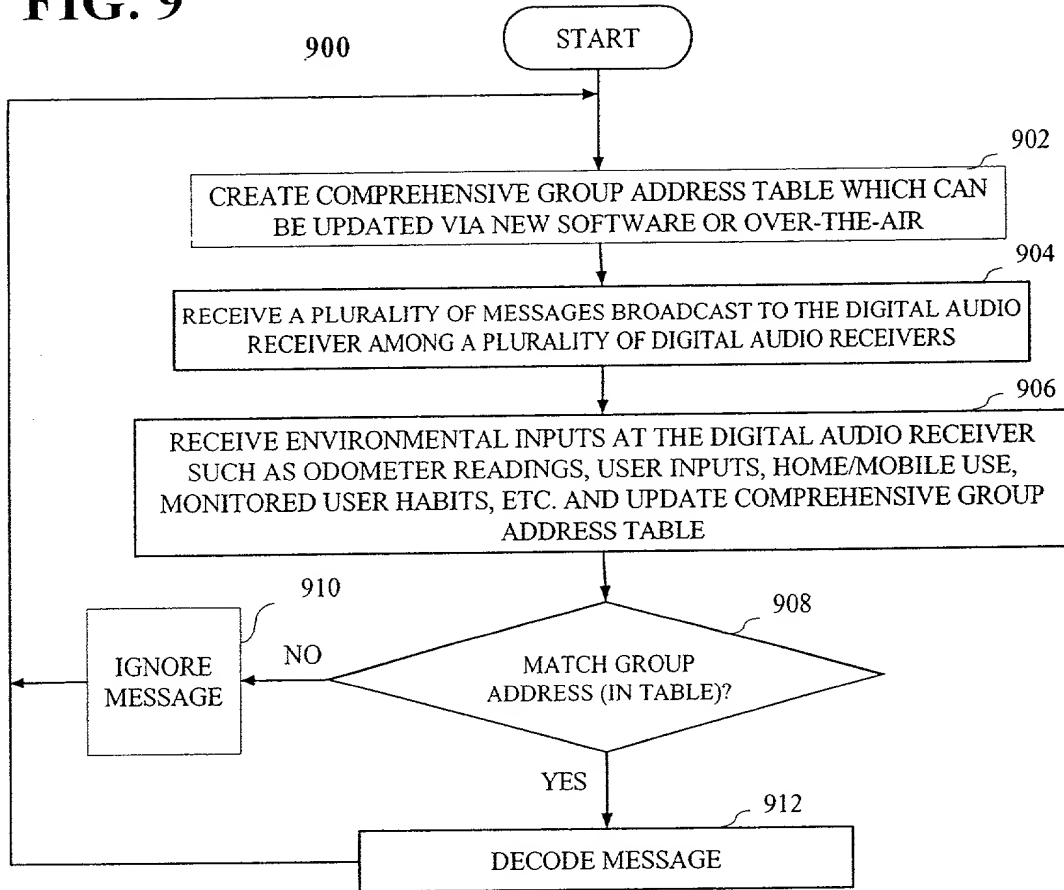 FIG. 9
900
START
902
CREATE COMPREHENSIVE GROUP ADDRESS TABLE WHICH CAN
BE UPDATED VIA NEW SOFTWARE OR OVER-THE-AIR
904
RECEIVE A PLURALITY OF MESSAGES BROADCAST TO THE DIGITAL AUDIO
RECEIVER AMONG A PLURALITY OF DIGITAL AUDIO RECEIVERS
906
RECEIVE ENVIRONMENTAL INPUTS AT THE DIGITAL AUDIO RECEIVER
SUCH AS ODOMETER READINGS, USER INPUTS, HOME/MOBILE USE,
MONITORED USER HABITS, ETC. AND UPDATE COMPREHENSIVE GROUP
ADDRESS TABLE
908
MATCH GROUP
ADDRESS (IN TABLE)?
910
NO
IGNORE
MESSAGE
YES
912
DECODE MESSAGE